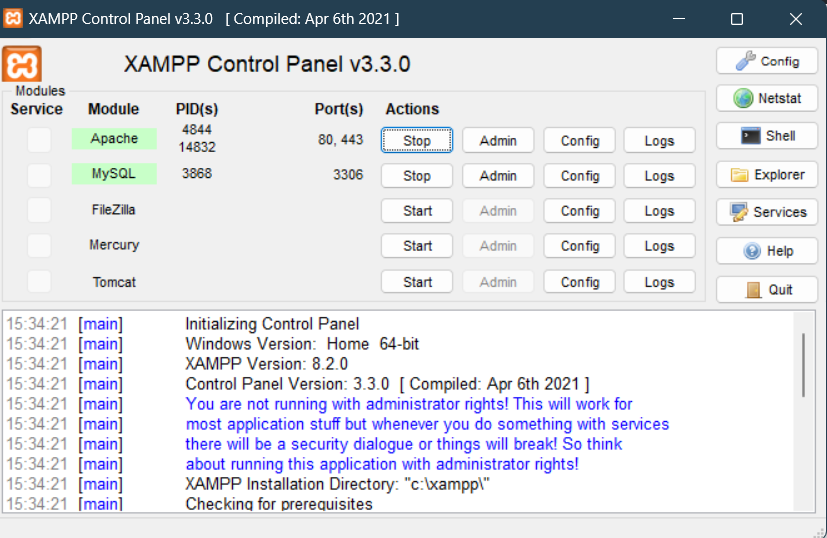 XAMPP Control Panel v3.3.0 [ Compiled: Apr 6th 2021 ]
XAMPP Control Panel v3.3.0
Config
Modules
Service Module PID(s) Port(s) Actions
Netstat
Apache 4844 14832 80, 443 Stop Admin Config Logs
Shell
MySQL 3868 3306 Stop Admin Config Logs
Explorer
FileZilla Start Admin Config Logs
Services
Mercury Start Admin Config Logs
Help
Tomcat Start Admin Config Logs
Quit
15:34:21 [main] Initializing Control Panel
15:34:21 [main] Windows Version: Home 64-bit
15:34:21 [main] XAMPP Version: 8.2.0
15:34:21 [main] Control Panel Version: 3.3.0 [ Compiled: Apr 6th 2021 ]
15:34:21 [main] You are not running with administrator rights! This will work for
15:34:21 [main] most application stuff but whenever you do something with services
15:34:21 [main] there will be a security dialogue or things will break! So think
15:34:21 [main] about running this application with administrator rights!
15:34:21 [main] XAMPP Installation Directory: "c:\xampp\"
15:34:21 [main] Checking for prerequisites